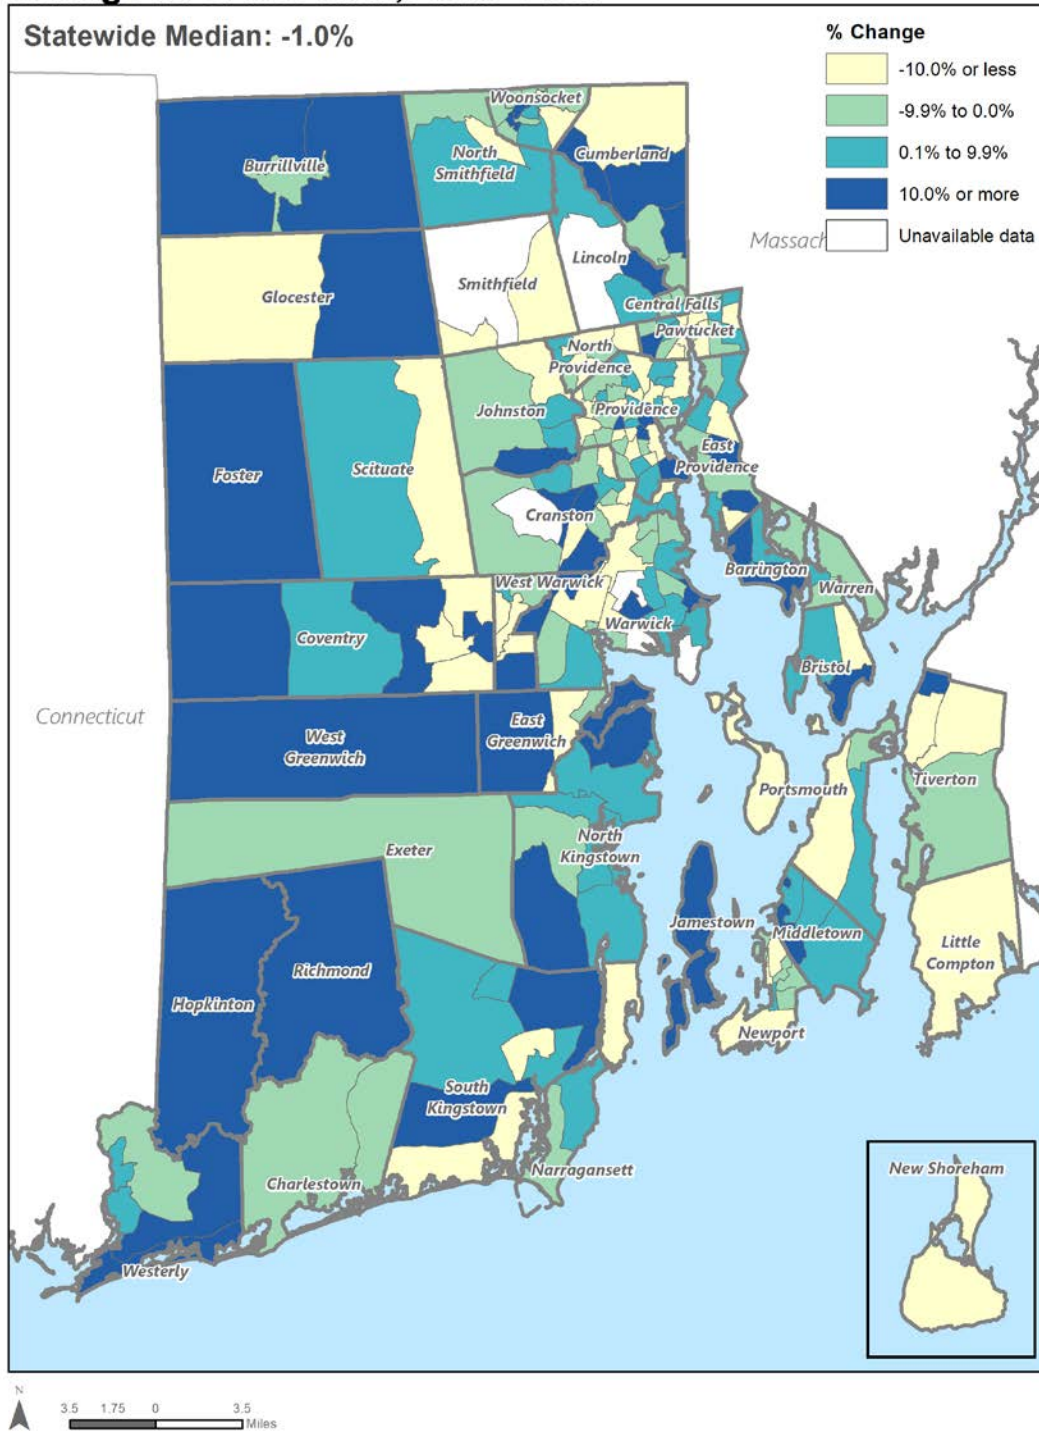 Statewide Median: -1.0%
% Change
-10.0% or less
-9.9% to 0.0%
0.1% to 9.9%
10.0% or more
Unavailable data
Woonsocket
Burrillville
North
Smithfield
Cumberland
Massach
Lincoln
Smithfield
Glocester
Central Falls
Pawtucket
North
Providence
Johnston
Providence
East
Providence
Foster
Scituate
Cranston
Barrington
West Warwick
Warren
Warwick
Coventry
Bristol
Connecticut
West
Greenwich
East
Greenwich
Tiverton
Portsmouth
Exeter
North
Kingstown
Jamestown
Middletown
Little
Compton
Richmond
Hopkinton
Newport
South
Kingstown
Narragansett
Charlestown
New Shoreham
Westerly
N
3.5 1.75 0 3.5
Miles